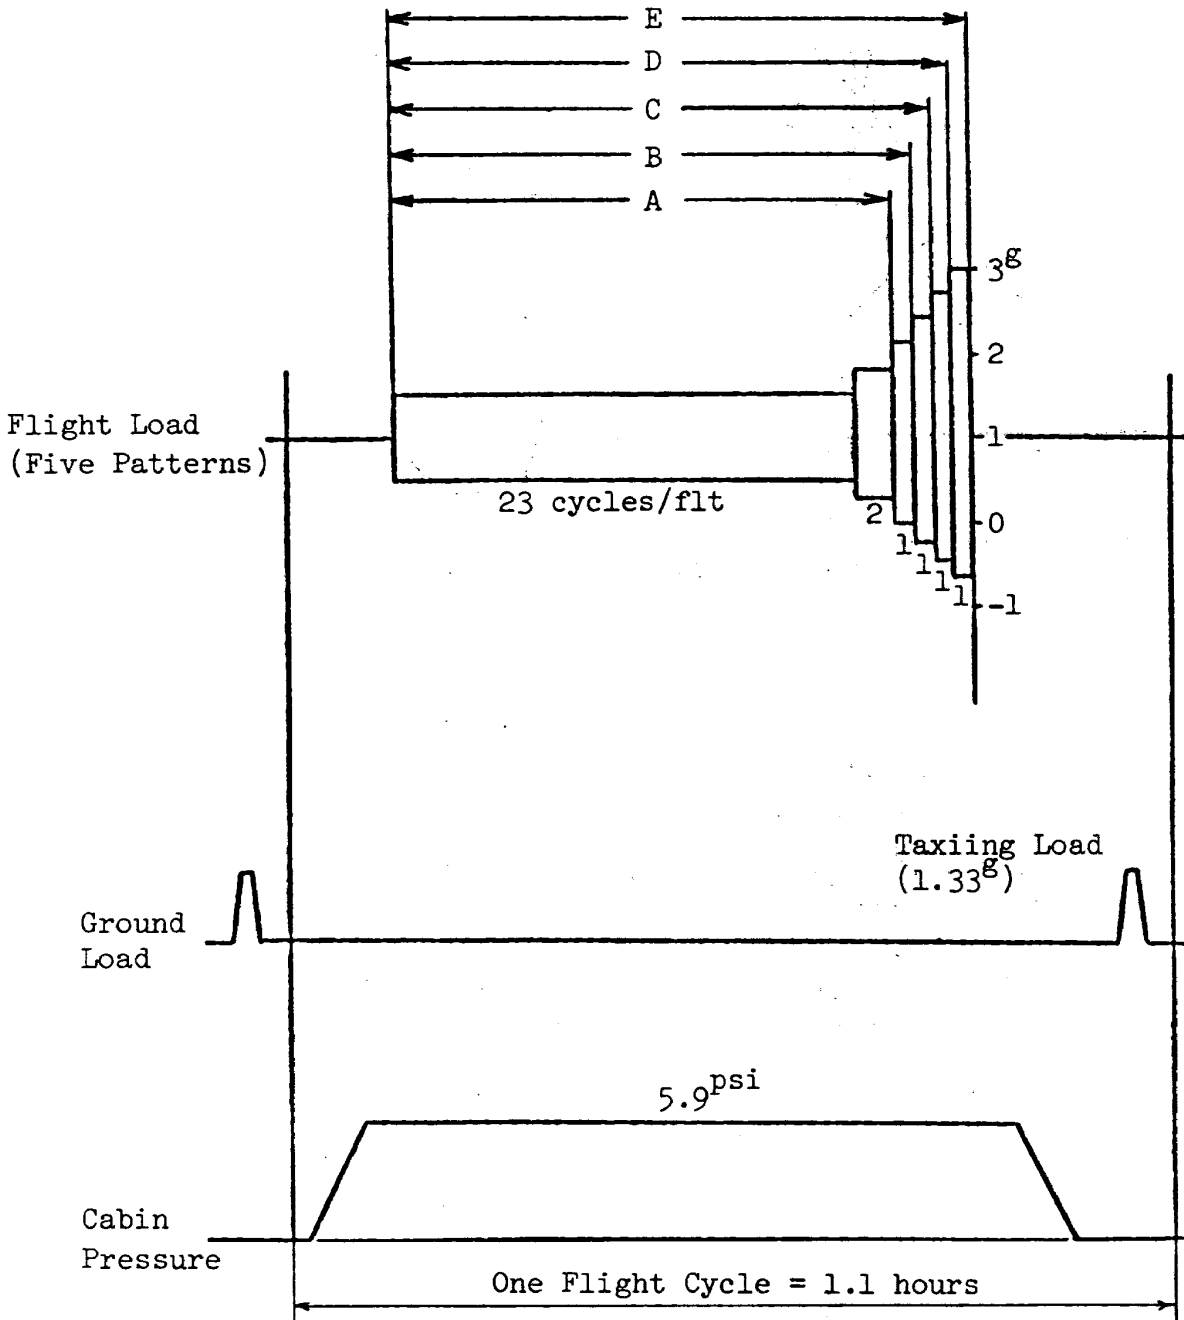 E
D
C
B
A
3g
2
1
0
-1
Flight Load
(Five Patterns)
23 cycles/flt
2
1
1
1
1
Taxiing Load
(1.33g)
Ground
Load
5.9psi
Cabin
Pressure
One Flight Cycle = 1.1 hours